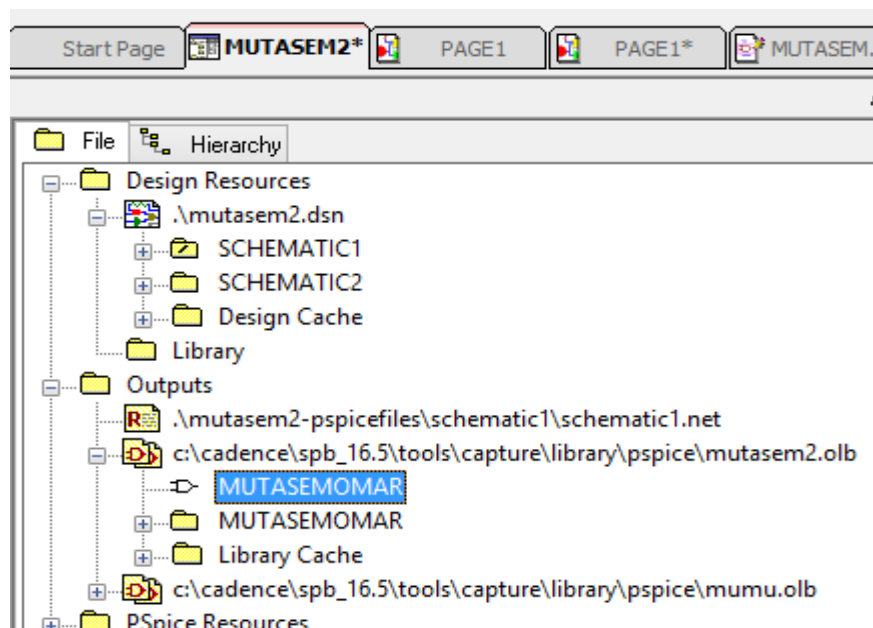 Start Page MUTASEM2* PAGE1 PAGE1* MUTASEM.
File Hierarchy
Design Resources
.\mutasem2.dsn
SCHEMATIC1
SCHEMATIC2
Design Cache
Library
Outputs
.\mutasem2-pspicefiles\schematic1\schematic1.net
c:\cadence\spb_16.5\tools\capture\library\pspice\mutasem2.olb
MUTASEMOMAR
MUTASEMOMAR
Library Cache
c:\cadence\spb_16.5\tools\capture\library\pspice\mumu.olb
PSpice Resources